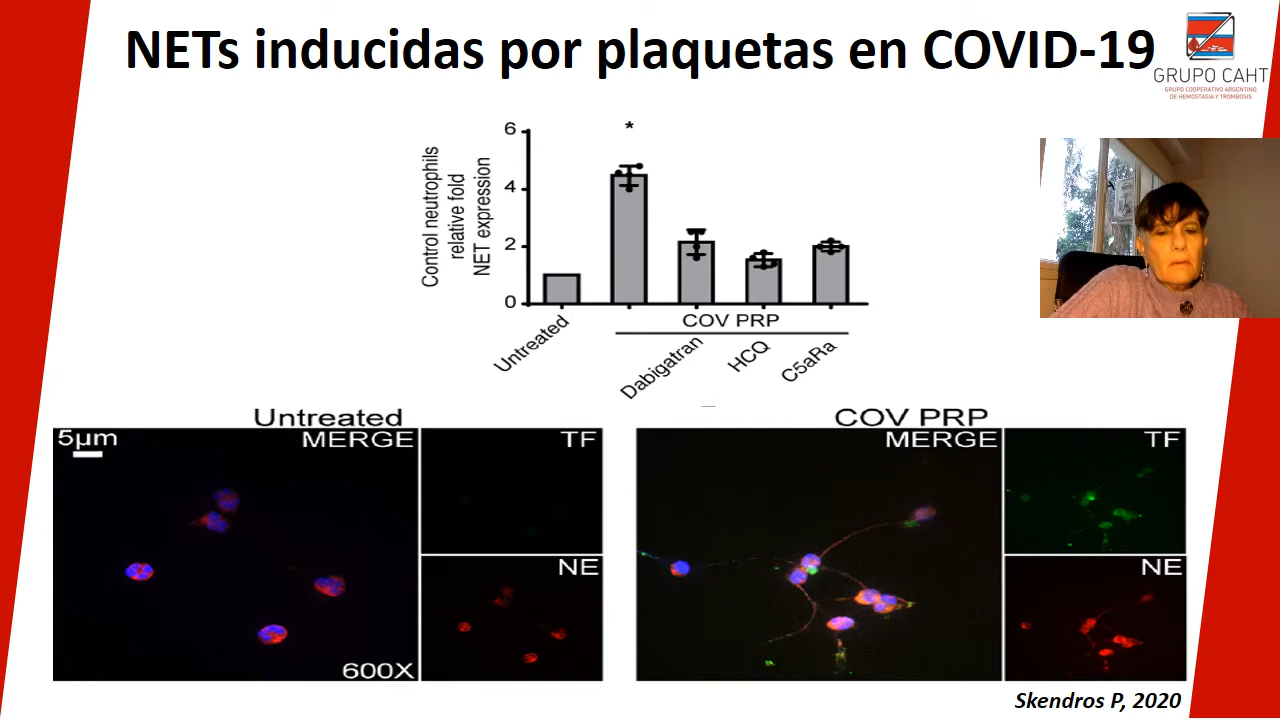 NETs inducidas por plaquetas en COVID-19
GRUPO CAHT
GRUPO COOPERATIVO ARGENTINO
DE HEMOSTASIA Y TROMBOSIS
Control neutrophils
relative fold
NET expression
6
*
4
2
0
Untreated
COV PRP
Dabigatran
HCQ
C5aRa
Untreated
5μm
MERGE
600X
TF
NE
COV PRP
MERGE
TF
NE
Skendros P, 2020